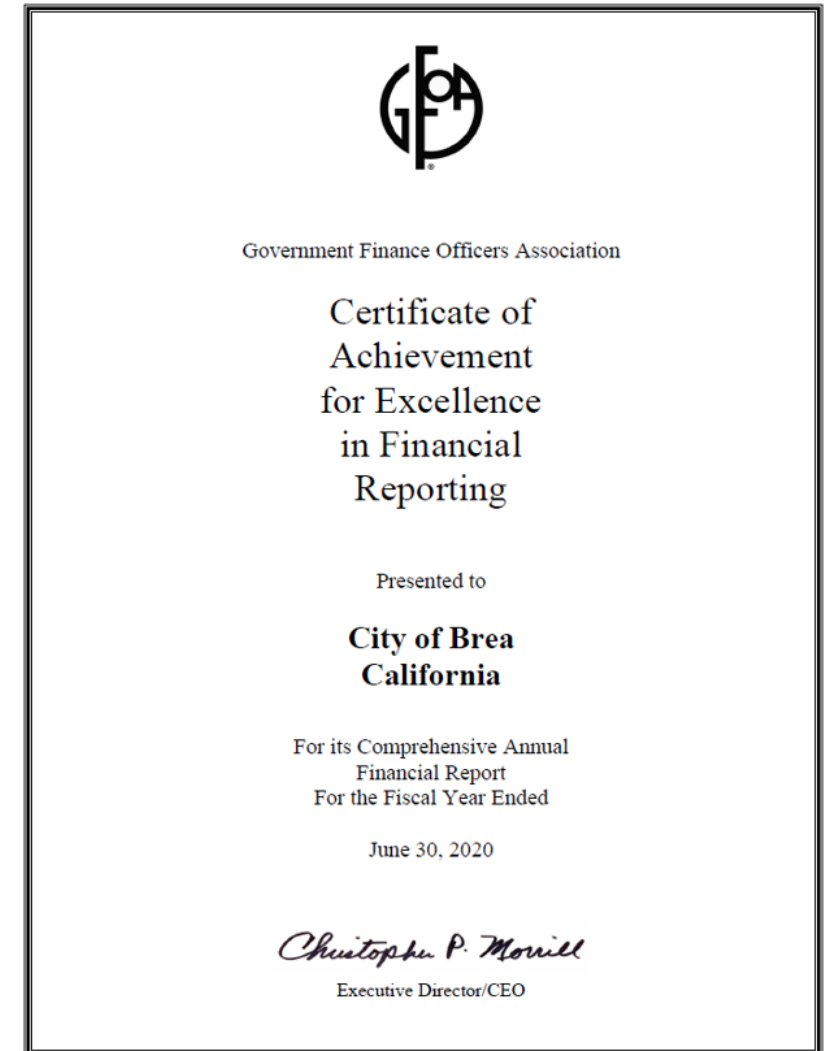 GFOA
®
Government Finance Officers Association
Certificate of
Achievement
for Excellence
in Financial
Reporting
Presented to
City of Brea
California
For its Comprehensive Annual
Financial Report
For the Fiscal Year Ended
June 30, 2020
Christopher P. Morrill
Executive Director/CEO